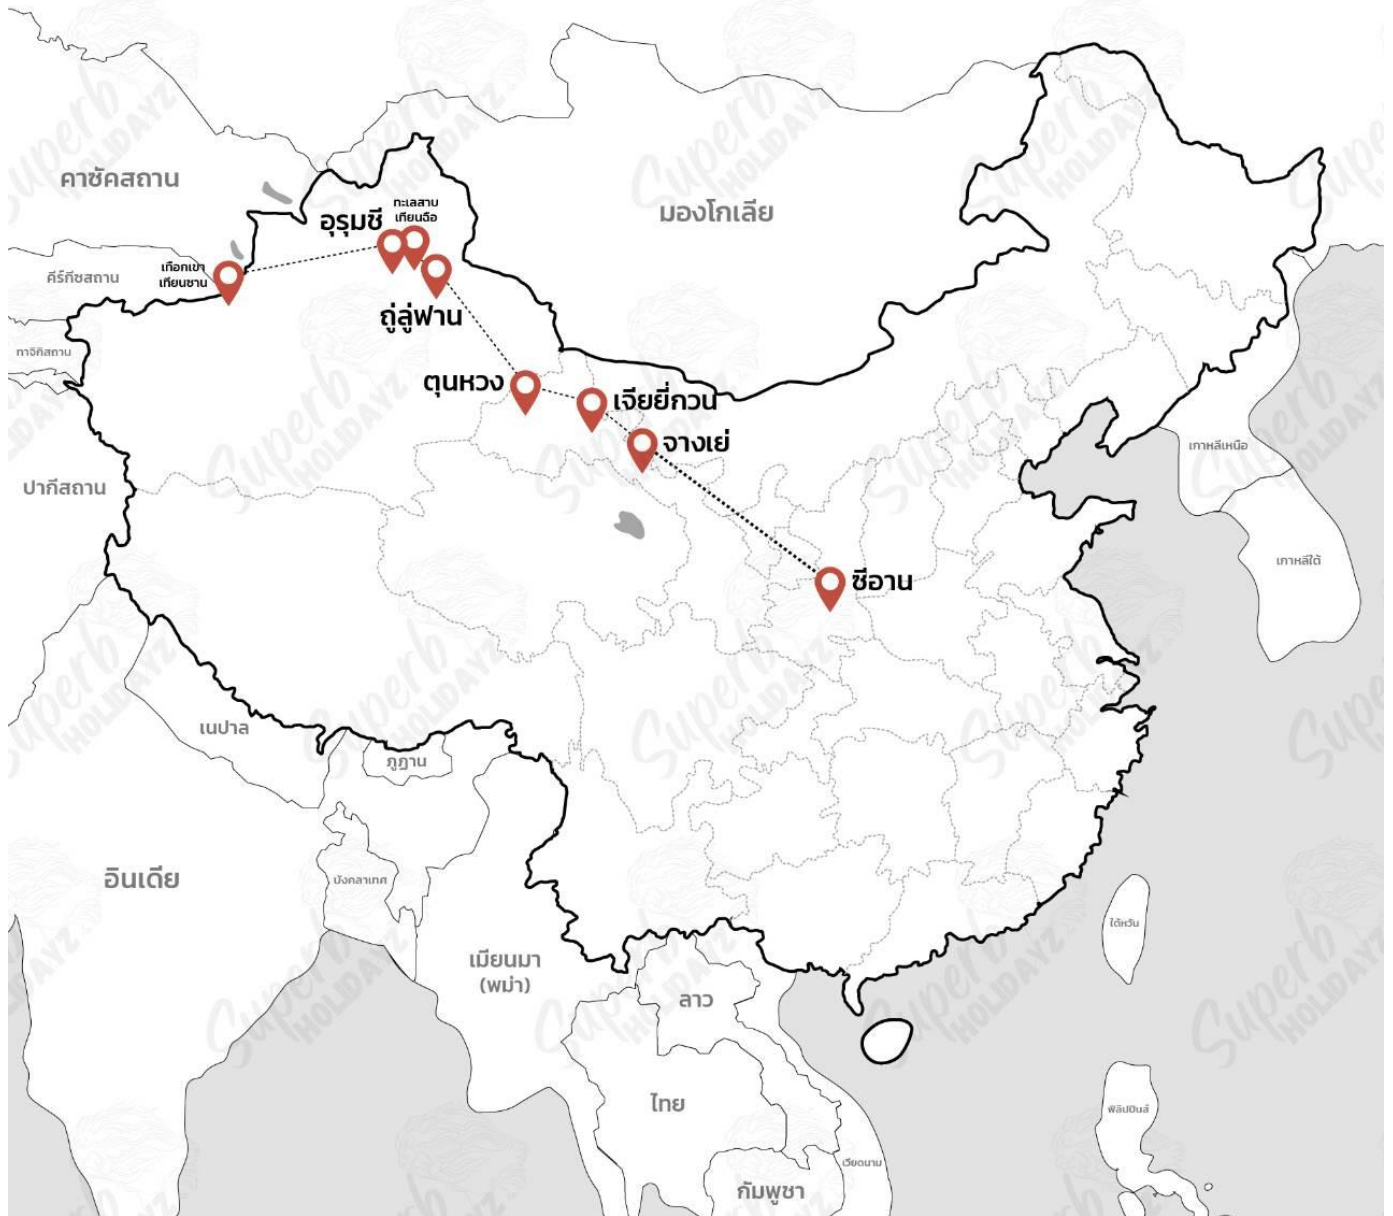 คาซัคสถาน
มองโกเลีย
ทะเลสาบ
เทียนฉือ
อุรุมชี
เทือกเขา
เทียนซาน
คีร์กีซสถาน
ถู่ลู่ฟาน
ทาจิกิสถาน
ตุนหวง
เจียยี่กวน
จางเย่
เกาหลีเหนือ
ปากีสถาน
เกาหลีใต้
ซีอาน
เนปาล
ภูฏาน
อินเดีย
บังคลาเทศ
ไต้หวัน
เมียนมา
(พม่า)
ลาว
ไทย
ฟิลิปปินส์
เวียดนาม
กัมพูชา
Superb
HOLIDAYZ